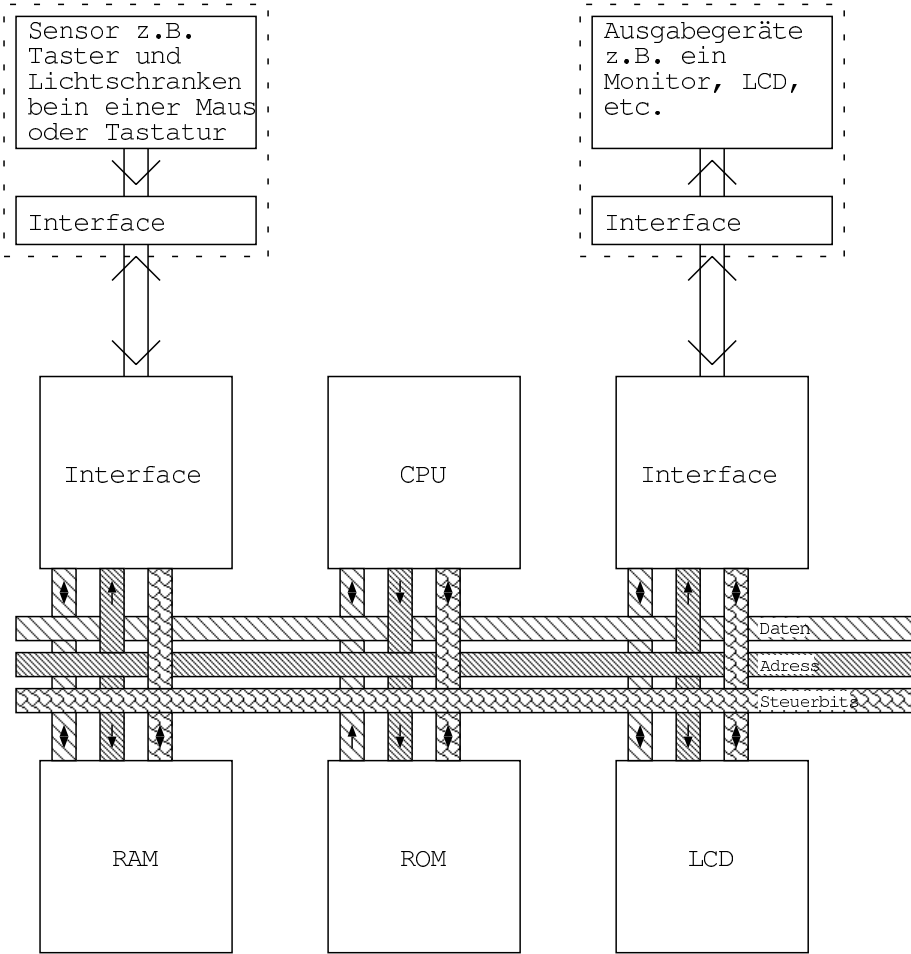 Sensor z.B.
Taster und
Lichtschranken
bein einer Maus
oder Tastatur
Ausgabegeräte
z.B. ein
Monitor, LCD,
etc.
Interface
Interface
Interface
CPU
Interface
Daten
Adress
Steuerbits
RAM
ROM
LCD